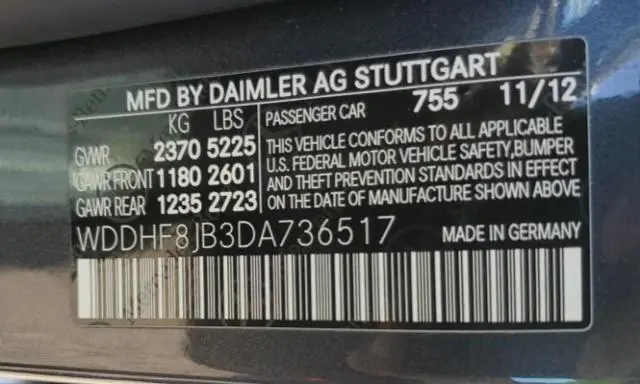 MFD BY DAIMLER AG STUTTGART
KG LBS PASSENGER CAR 755 11/12
GVWR 2370 5225
GAWR FRONT 1180 2601
GAWR REAR 1235 2723
THIS VEHICLE CONFORMS TO ALL APPLICABLE
U.S. FEDERAL MOTOR VEHICLE SAFETY,BUMPER
AND THEFT PREVENTION STANDARDS IN EFFECT
ON THE DATE OF MANUFACTURE SHOWN ABOVE
WDDHF8JB3DA736517 MADE IN GERMANY